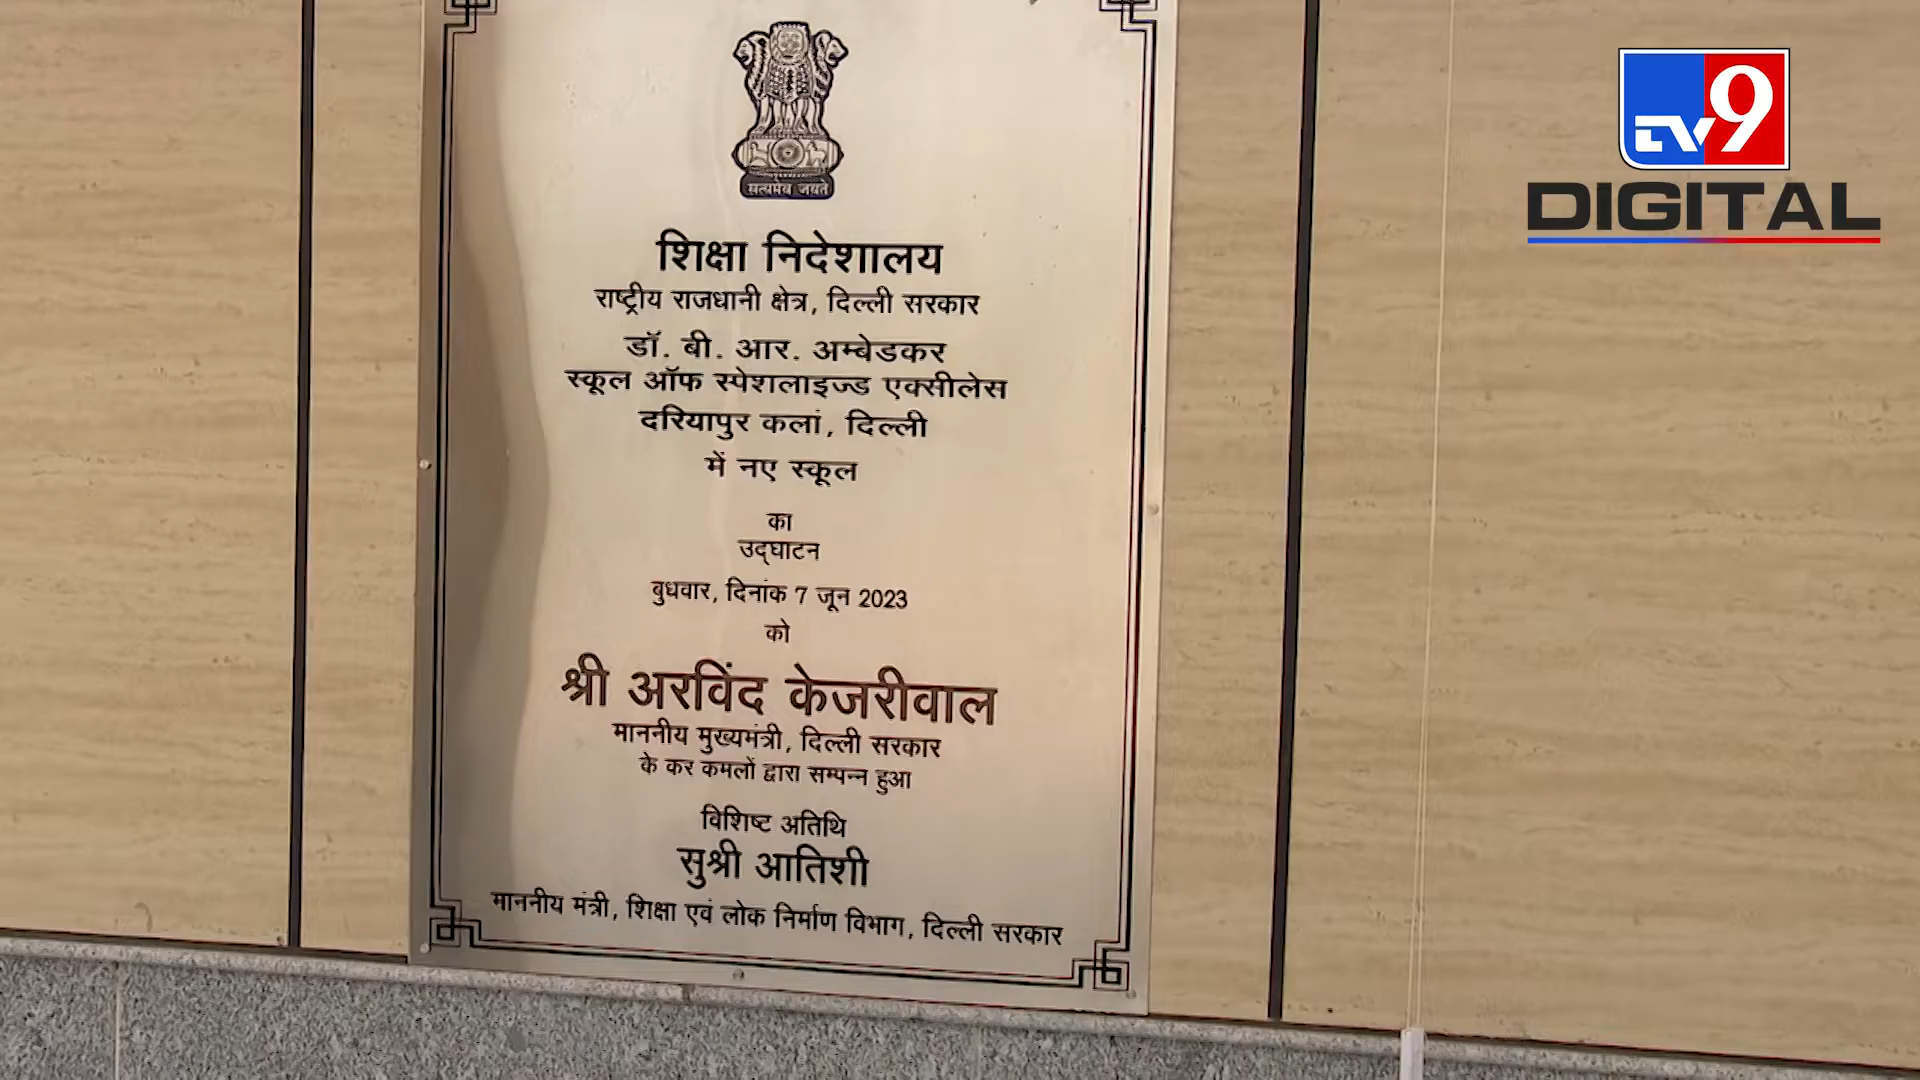 सत्यमेव जयते
शिक्षा निदेशालय
राष्ट्रीय राजधानी क्षेत्र, दिल्ली सरकार
डॉ. बी. आर. अम्बेडकर
स्कूल ऑफ स्पेशलाइज्ड एक्सीलेस
दरियापुर कलां, दिल्ली
में नए स्कूल
का
उद्घाटन
बुधवार, दिनांक 7 जून 2023
को
श्री अरविंद केजरीवाल
माननीय मुख्यमंत्री, दिल्ली सरकार
के कर कमलों द्वारा सम्पन्न हुआ
विशिष्ट अतिथि
सुश्री आतिशी
माननीय मंत्री, शिक्षा एवं लोक निर्माण विभाग, दिल्ली सरकार
TV9
DIGITAL